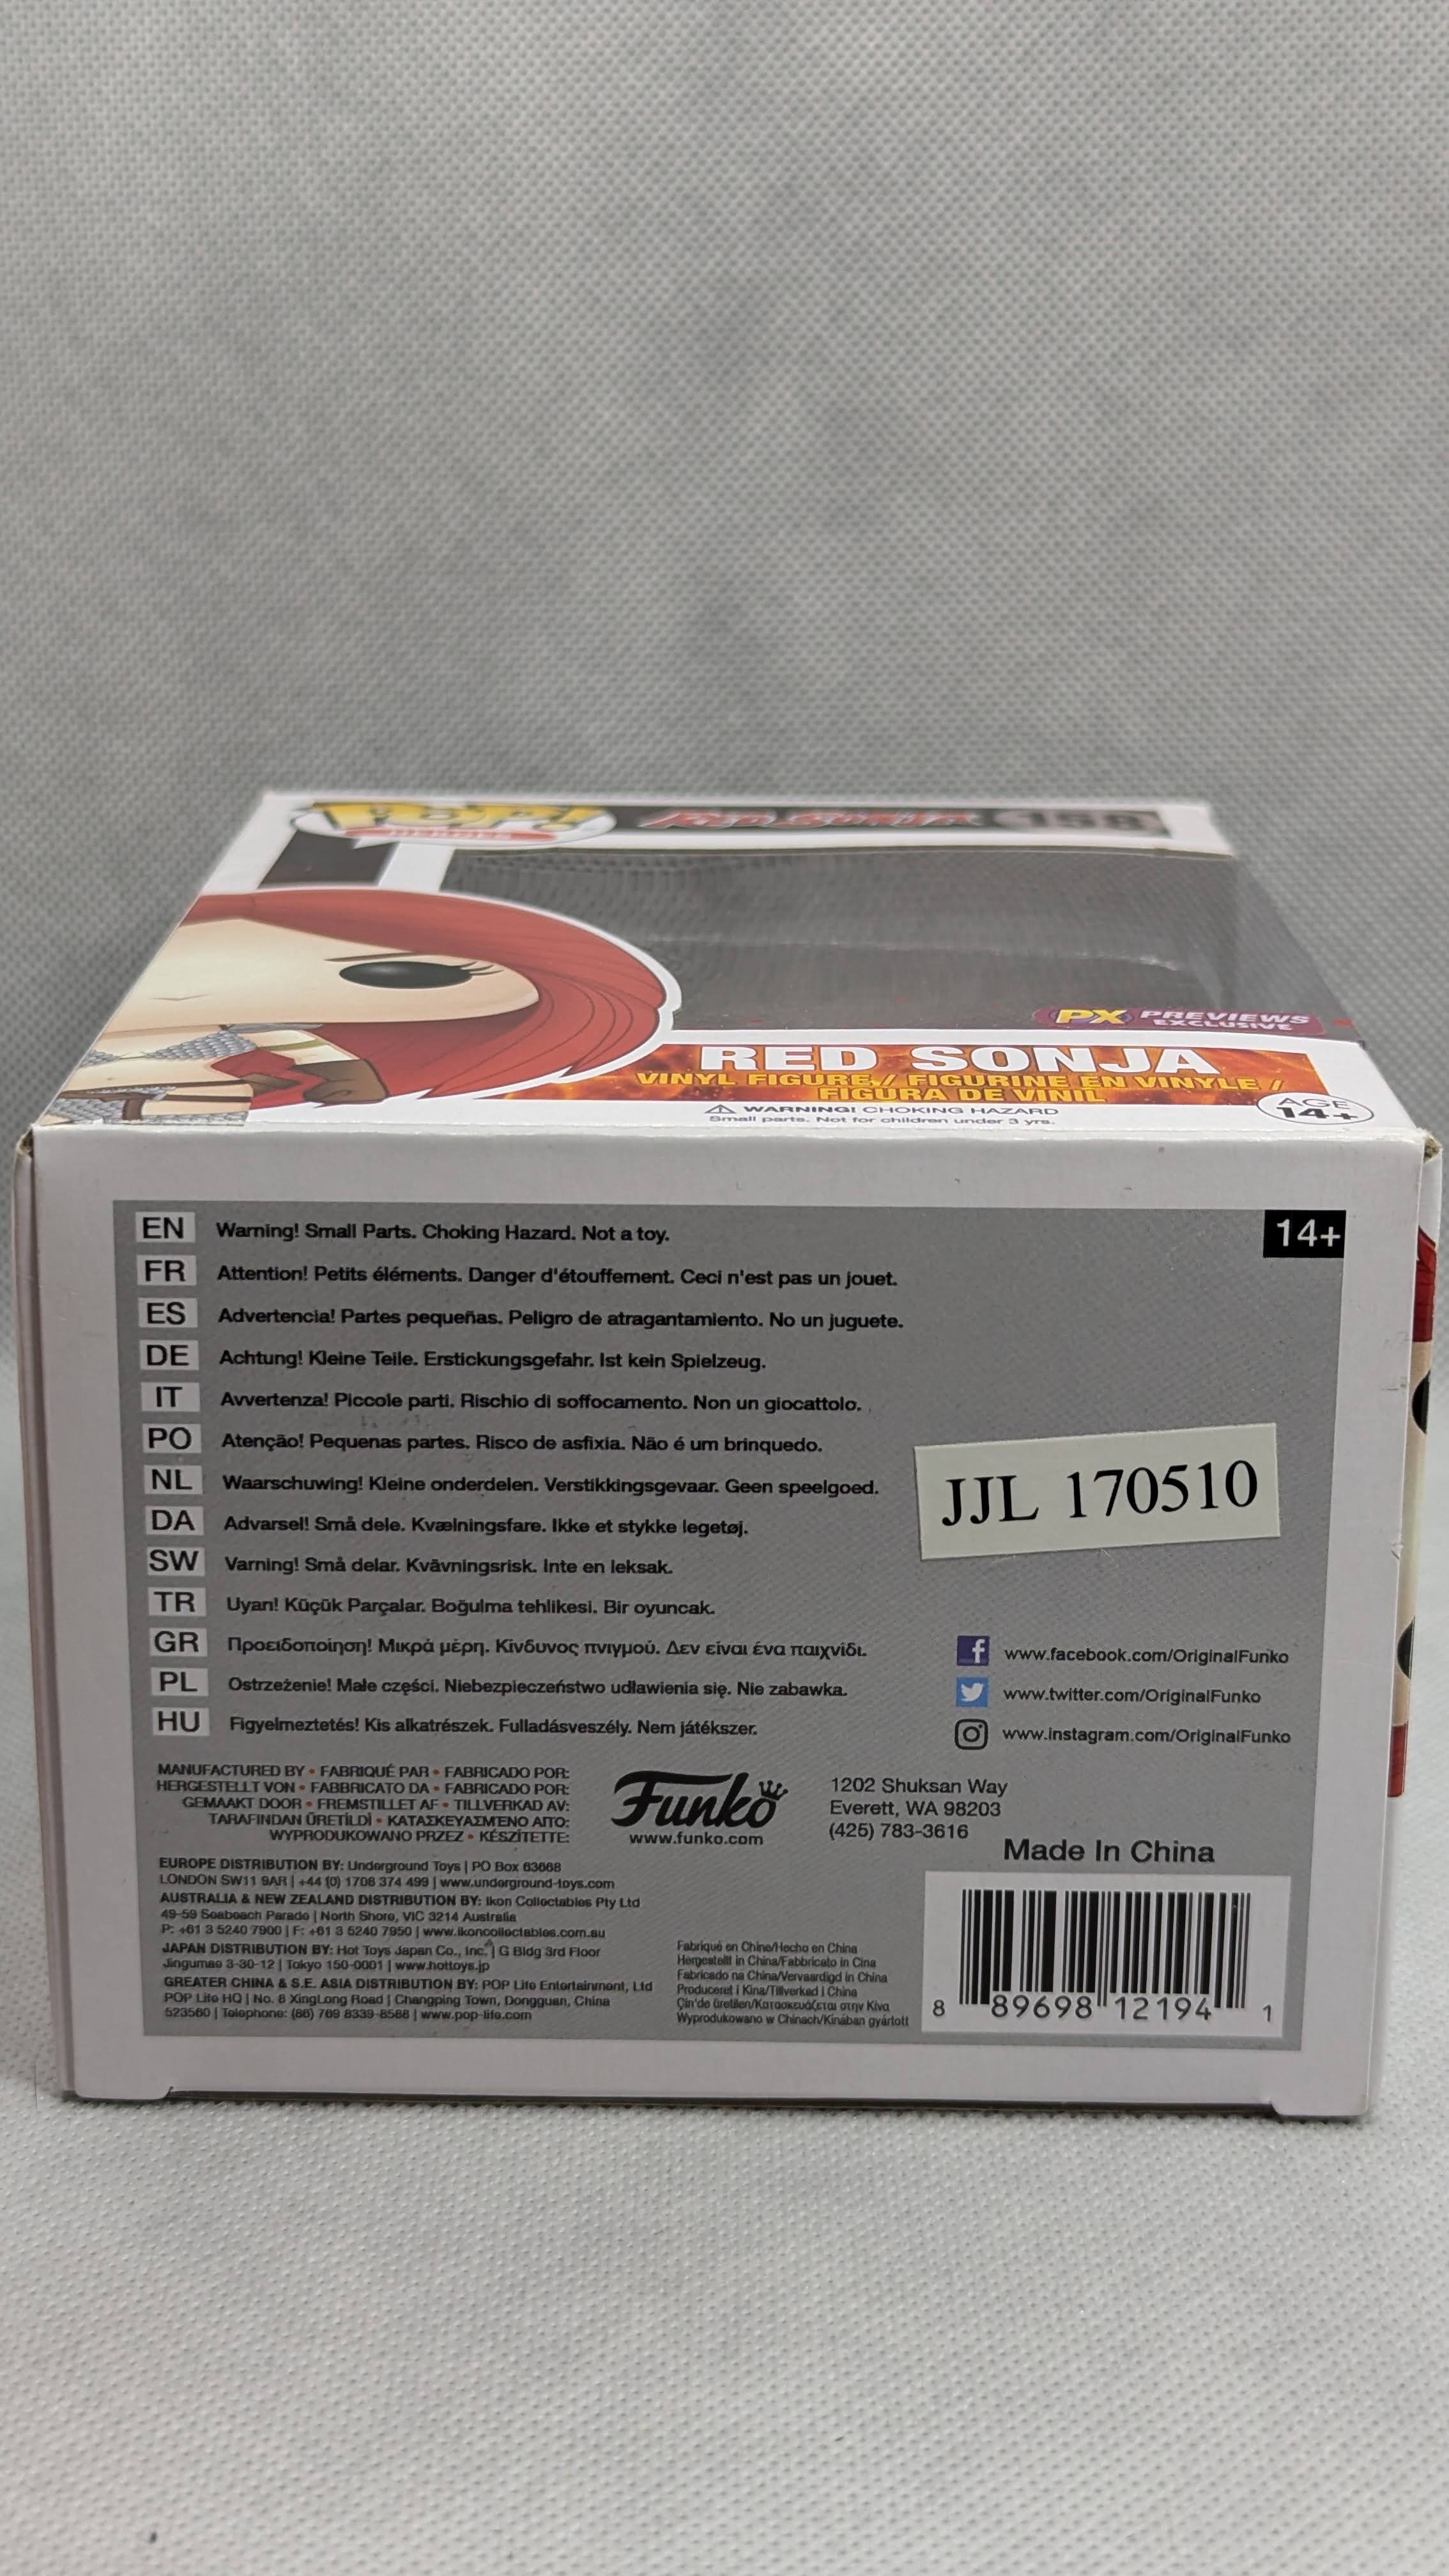 POP!
HEROES
RED SONJA
158
PX PREVIEWS
EXCLUSIVE
RED SONJA
VINYL FIGURE / FIGURINE EN VINYLE /
FIGURA DE VINIL
⚠ WARNING! CHOKING HAZARD
Small parts. Not for children under 3 yrs.
AGE
14+
14+
EN Warning! Small Parts. Choking Hazard. Not a toy.
FR Attention! Petits éléments. Danger d'étouffement. Ceci n'est pas un jouet.
ES Advertencia! Partes pequeñas. Peligro de atragantamiento. No un juguete.
DE Achtung! Kleine Teile. Erstickungsgefahr. Ist kein Spielzeug.
IT Avvertenza! Piccole parti. Rischio di soffocamento. Non un giocattolo.
PO Atenção! Pequenas partes. Risco de asfixia. Não é um brinquedo.
NL Waarschuwing! Kleine onderdelen. Verstikkingsgevaar. Geen speelgoed.
DA Advarsel! Små dele. Kvælningsfare. Ikke et stykke legetøj.
SW Varning! Små delar. Kvävningsrisk. Inte en leksak.
TR Uyarı! Küçük Parçalar. Boğulma tehlikesi. Bir oyuncak.
GR Προειδοποίηση! Μικρά μέρη. Κίνδυνος πνιγμού. Δεν είναι ένα παιχνίδι.
PL Ostrzeżenie! Małe części. Niebezpieczeństwo udławienia się. Nie zabawka.
HU Figyelmeztetés! Kis alkatrészek. Fulladásveszély. Nem játékszer.
JJL 170510
www.facebook.com/OriginalFunko
www.twitter.com/OriginalFunko
www.instagram.com/OriginalFunko
MANUFACTURED BY • FABRIQUÉ PAR • FABRICADO POR:
HERGESTELLT VON • FABBRICATO DA • FABRICADO POR:
GEMAAKT DOOR • FREMSTILLET AF • TILLVERKAD AV:
TARAFINDAN ÜRETİLDİ • ΚΑΤΑΣΚΕΥΑΣΜΈΝΟ ΑΠΌ:
WYPRODUKOWANO PRZEZ • KÉSZÍTETTE:
Funko
www.funko.com
1202 Shuksan Way
Everett, WA 98203
(425) 783-3616
Made In China
EUROPE DISTRIBUTION BY: Underground Toys | PO Box 63668
LONDON SW11 9AR | +44 (0) 1708 374 499 | www.underground-toys.com
AUSTRALIA & NEW ZEALAND DISTRIBUTION BY: Ikon Collectables Pty Ltd
49-59 Seabeach Parade | North Shore, VIC 3214 Australia
P: +61 3 5240 7900 | F: +61 3 5240 7950 | www.ikoncollectables.com.au
JAPAN DISTRIBUTION BY: Hot Toys Japan Co., Inc. | G Bldg 3rd Floor
Jingumae 3-30-12 | Tokyo 150-0001 | www.hottoys.jp
GREATER CHINA & S.E. ASIA DISTRIBUTION BY: POP Life Entertainment, Ltd
POP Life HQ | No. 8 XingLong Road | Changping Town, Dongguan, China
523560 | Telephone: (86) 769 8339-8568 | www.pop-life.com
Fabriqué en Chine/Hecho en China
Hergestellt in China/Fabbricato in Cina
Fabricado na China/Vervaardigd in China
Produceret i Kina/Tillverkad i China
Çin'de üretilen/Κατασκευάζεται στην Κίνα
Wyprodukowano w Chinach/Kínában gyártott
8 89698 12194 1